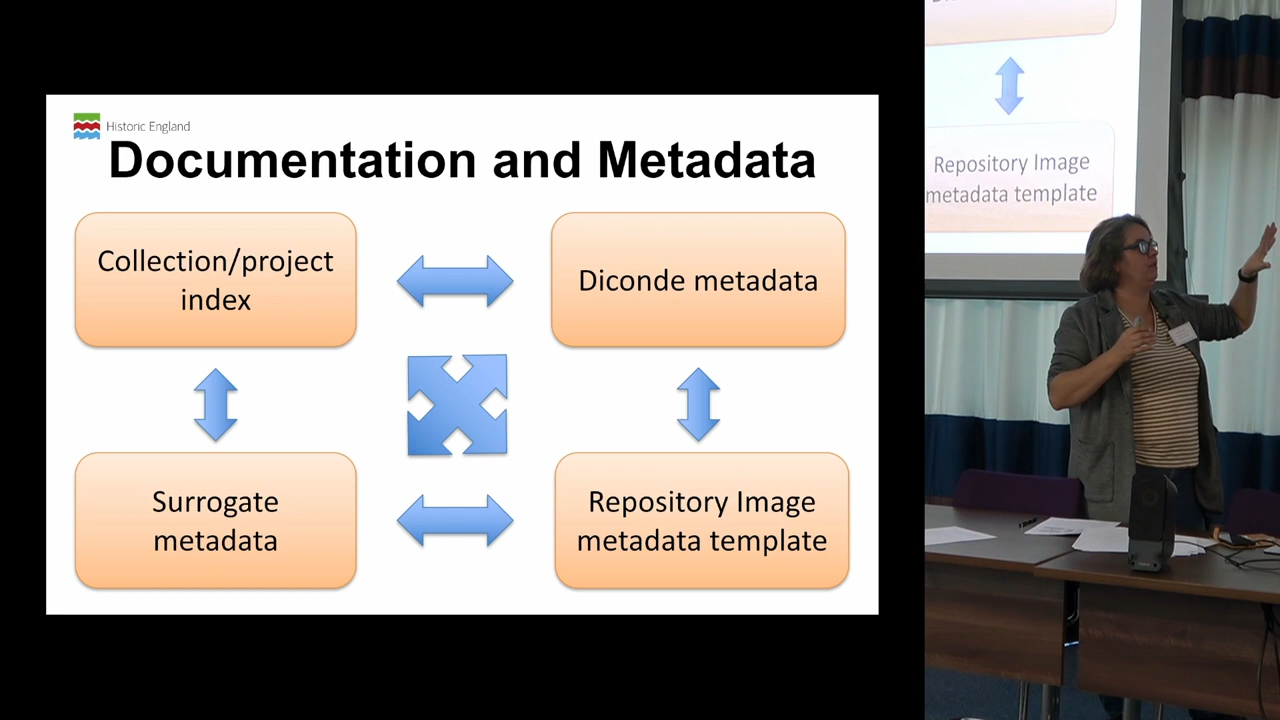 Historic England
Documentation and Metadata
Collection/project
index
Diconde metadata
Surrogate
metadata
Repository Image
metadata template
Repository Image
metadata template